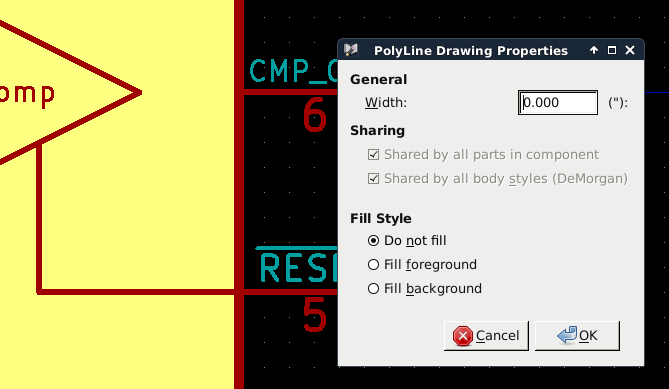 omp
CMP_
6
RES
5
PolyLine Drawing Properties
General
Width:
0.000
("):
Sharing
Shared by all parts in component
Shared by all body styles (DeMorgan)
Fill Style
Do not fill
Fill foreground
Fill background
Cancel
OK